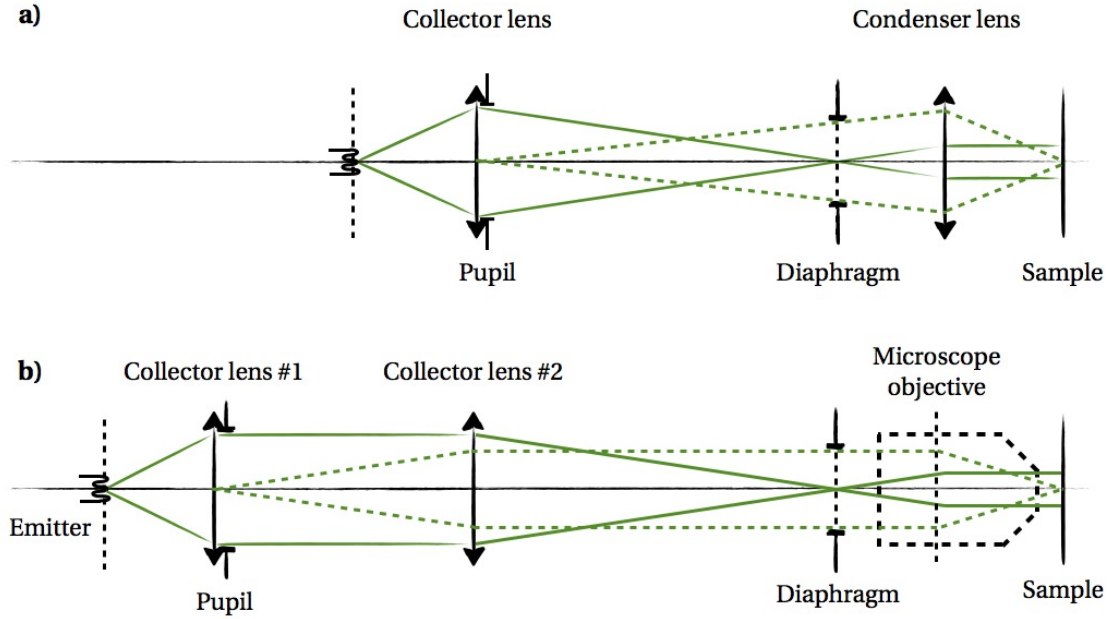 a)
Collector lens
Condenser lens
Pupil
Diaphragm
Sample
b)
Collector lens #1
Collector lens #2
Microscope
objective
Emitter
Pupil
Diaphragm
Sample